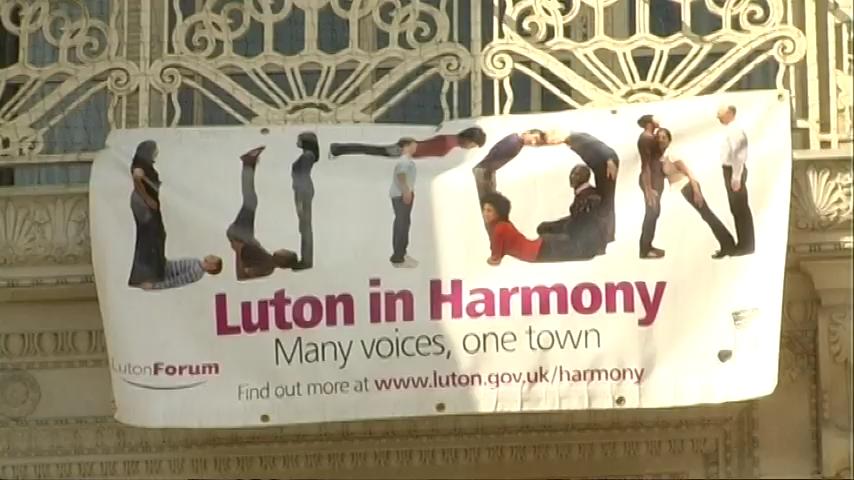 LUTON
Luton in Harmony
Many voices, one town
LutonForum
Find out more at www.luton.gov.uk/harmony